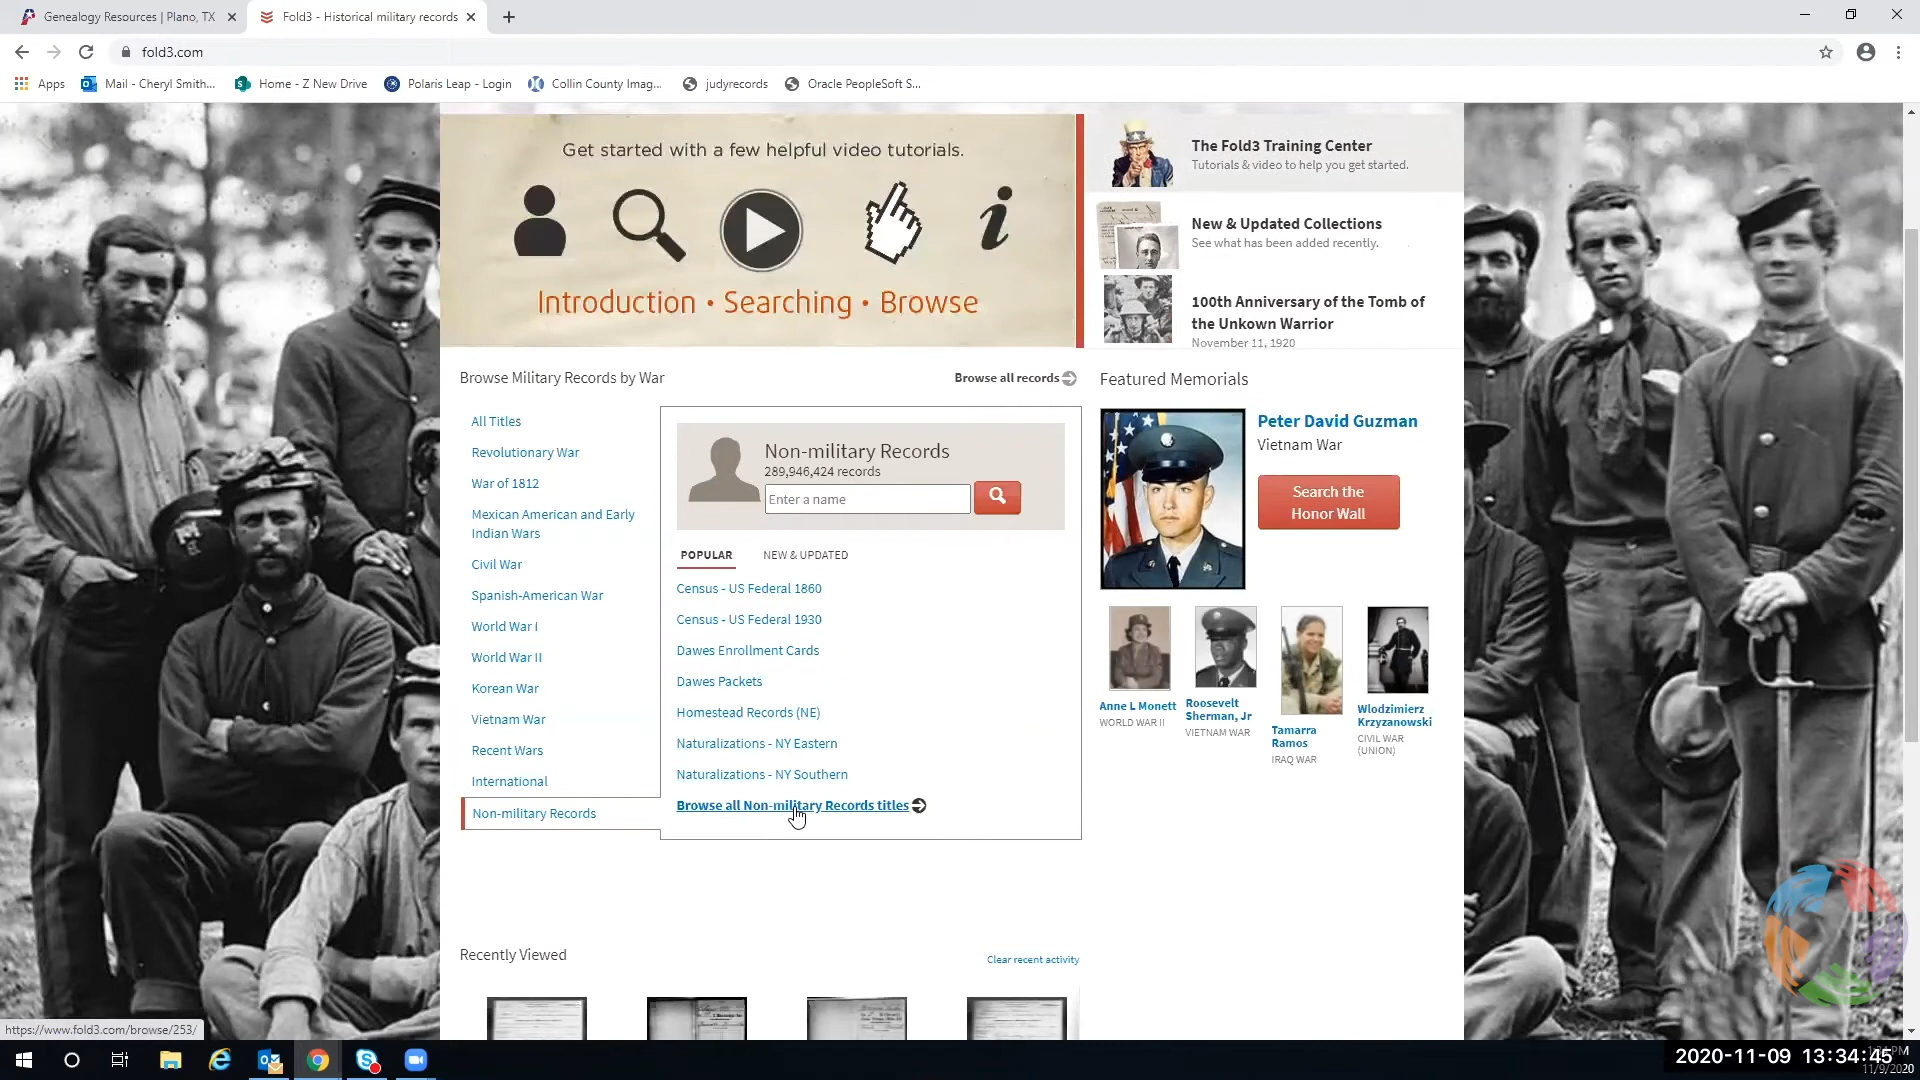 Genealogy Resources | Plano, TX
Fold3 - Historical military records
fold3.com
Apps
Mail - Cheryl Smith...
Home - Z New Drive
Polaris Leap - Login
Collin County Imag...
judyrecords
Oracle PeopleSoft S...
Get started with a few helpful video tutorials.
Introduction • Searching • Browse
The Fold3 Training Center
Tutorials & video to help you get started.
New & Updated Collections
See what has been added recently.
100th Anniversary of the Tomb of
the Unkown Warrior
November 11, 1920
Browse Military Records by War
Browse all records
All Titles
Revolutionary War
War of 1812
Mexican American and Early
Indian Wars
Civil War
Spanish-American War
World War I
World War II
Korean War
Vietnam War
Recent Wars
International
Non-military Records
Non-military Records
289,946,424 records
Enter a name
POPULAR
NEW & UPDATED
Census - US Federal 1860
Census - US Federal 1930
Dawes Enrollment Cards
Dawes Packets
Homestead Records (NE)
Naturalizations - NY Eastern
Naturalizations - NY Southern
Browse all Non-military Records titles
Featured Memorials
Peter David Guzman
Vietnam War
Search the
Honor Wall
Anne L Monett
WORLD WAR II
Roosevelt
Sherman, Jr
VIETNAM WAR
Tamarra
Ramos
IRAQ WAR
Wlodzimierz
Krzyzanowski
CIVIL WAR
(UNION)
Recently Viewed
Clear recent activity
https://www.fold3.com/browse/253/
2020-11-09 13:34:45
11/9/2020